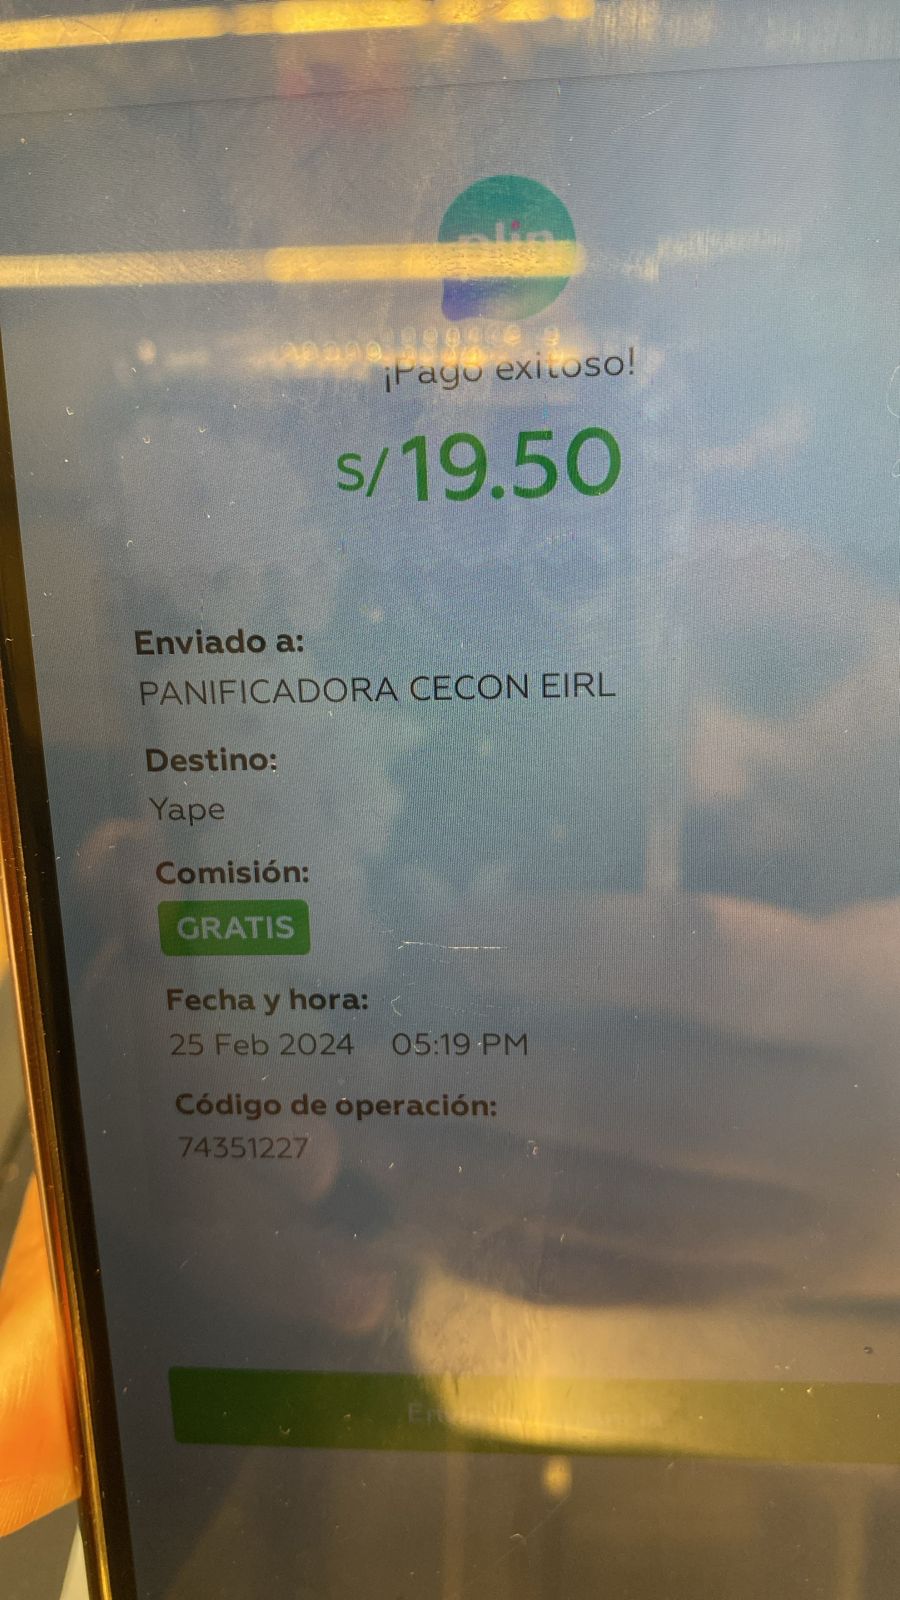 plin
¡Pago exitoso!
S/19.50
Enviado a:
PANIFICADORA CECON EIRL
Destino:
Yape
Comisión:
GRATIS
Fecha y hora:
25 Feb 2024 05:19 PM
Código de operación:
74351227